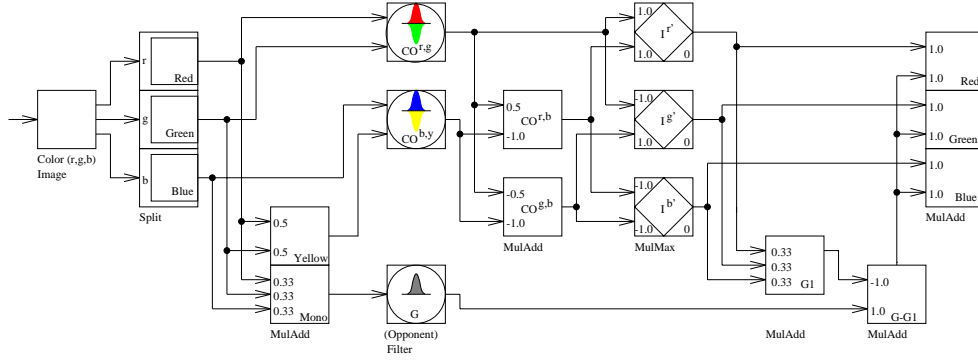 Color (r,g,b)
Image
r
Red
g
Green
b
Blue
Split
0.5
0.5
Yellow
0.33
0.33
0.33
Mono
MulAdd
CO^r,g
CO^b,y
G
(Opponent)
Filter
0.5
CO^r,b
-1.0
-0.5
CO^g,b
-1.0
MulAdd
1.0
I^r'
1.0
0
-1.0
I^g'
1.0
0
-1.0
I^b'
-1.0
0
MulMax
0.33
0.33
0.33
G1
MulAdd
-1.0
1.0
G-G1
MulAdd
1.0
1.0
Red
1.0
1.0
Green
1.0
1.0
Blue
MulAdd